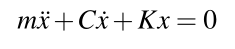 mẍ + Cẋ + Kx = 0